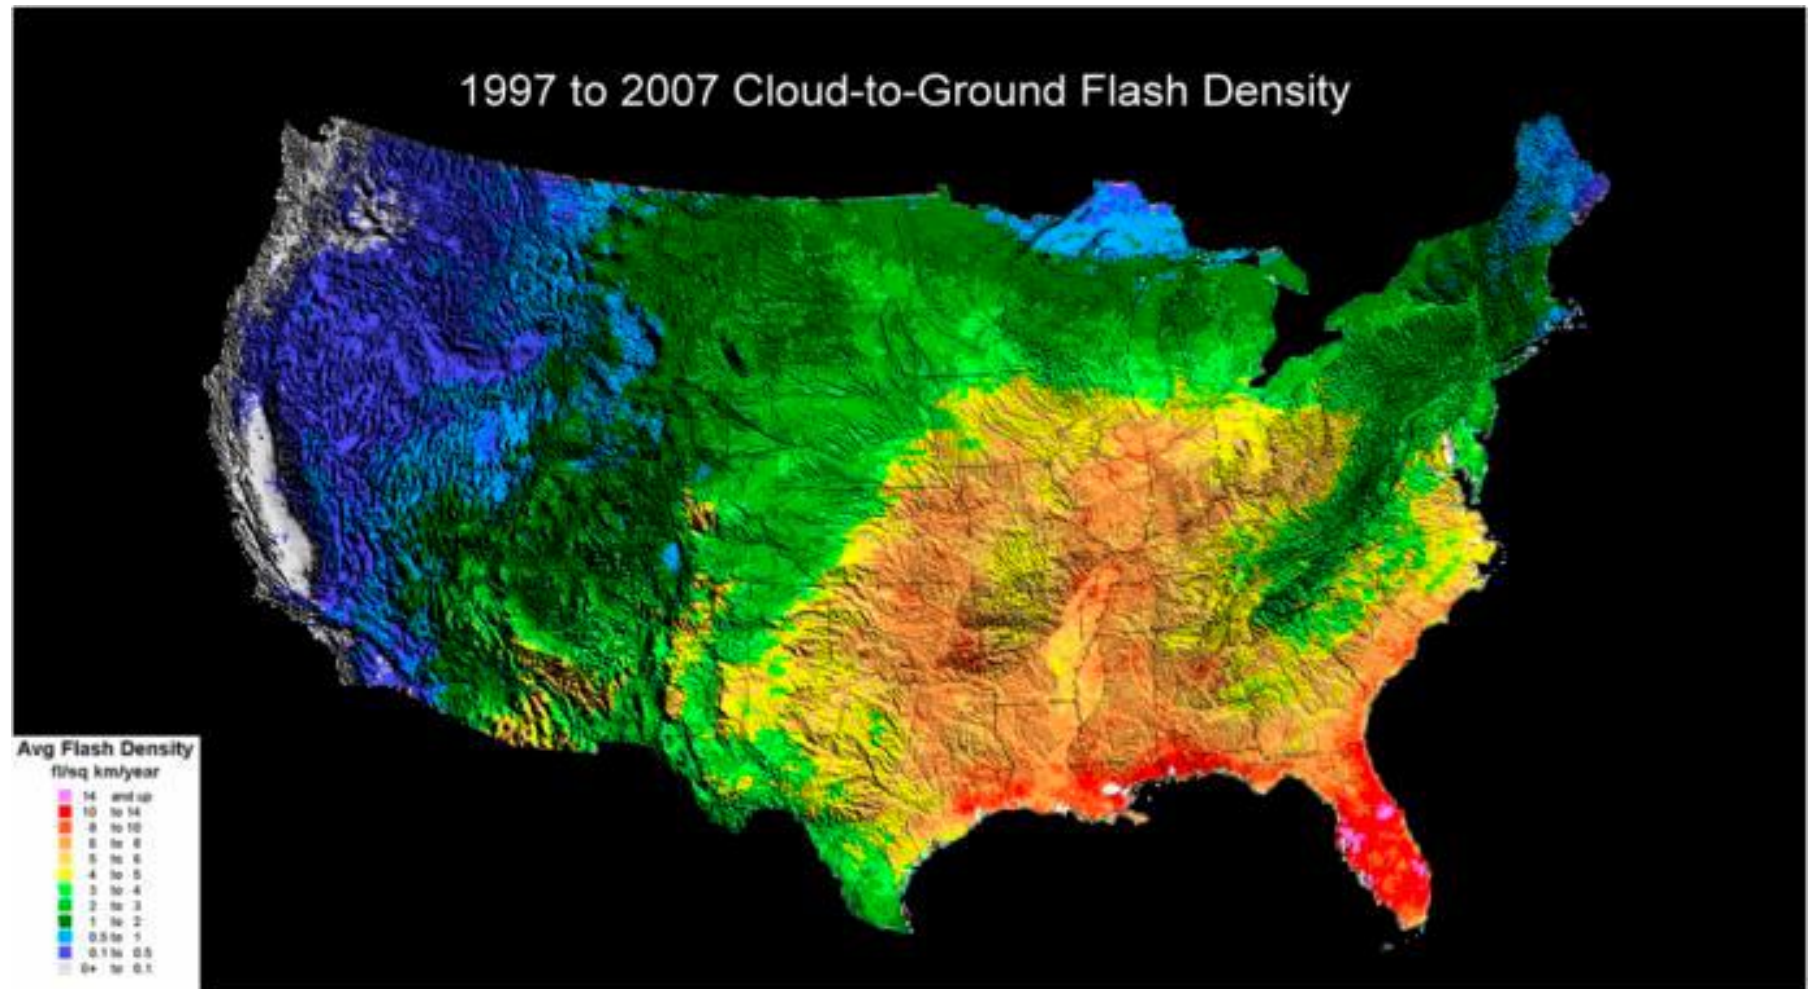 1997 to 2007 Cloud-to-Ground Flash Density
Avg Flash Density
fl/sq km/year
14 and up
10 to 14
8 to 10
6 to 8
5 to 6
4 to 5
3 to 4
2 to 3
1 to 2
0.5 to 1
0.1 to 0.5
0+ to 0.1